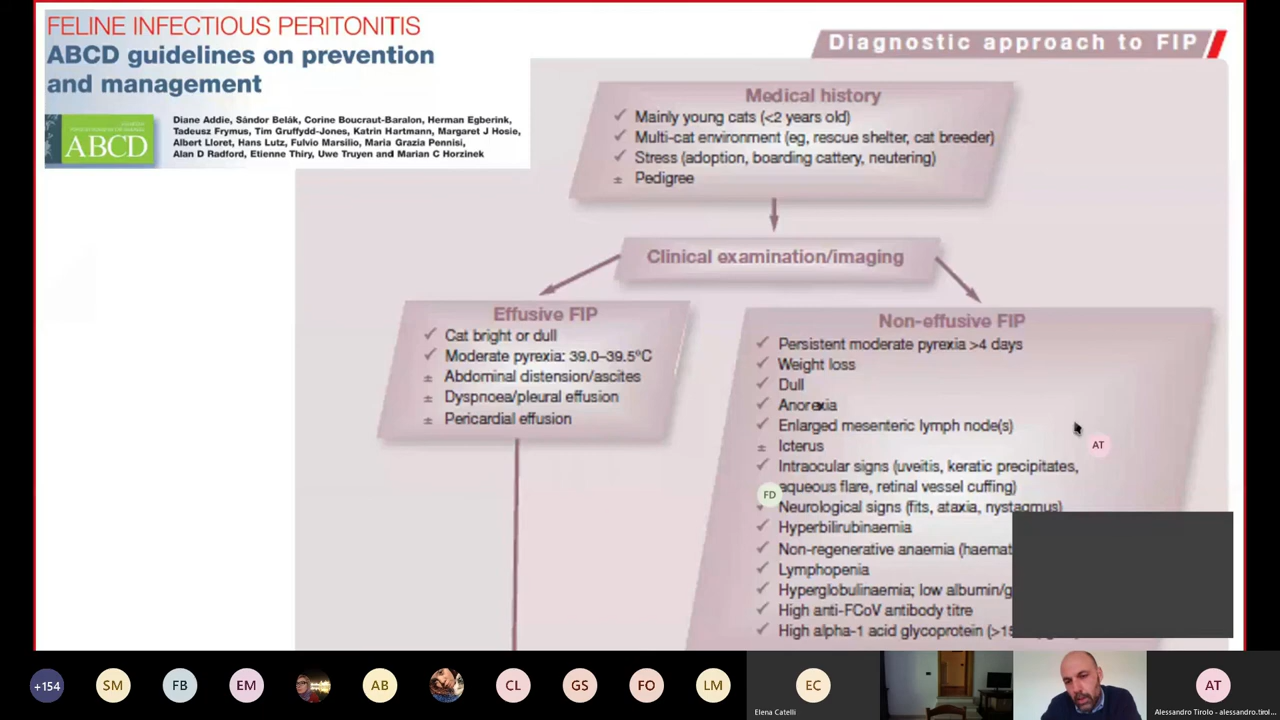 FELINE INFECTIOUS PERITONITIS
ABCD guidelines on prevention
and management
Diane Addie, Sándor Belák, Corine Boucraut-Baralon, Herman Egberink,
Tadeusz Frymus, Tim Gruffydd-Jones, Katrin Hartmann, Margaret J Hosie,
Albert Lloret, Hans Lutz, Fulvio Marsilio, Maria Grazia Pennisi,
Alan D Radford, Etienne Thiry, Uwe Truyen and Marian C Horzinek
ABCD
Diagnostic approach to FIP
Medical history
✓ Mainly young cats (<2 years old)
✓ Multi-cat environment (eg, rescue shelter, cat breeder)
✓ Stress (adoption, boarding cattery, neutering)
± Pedigree
Clinical examination/imaging
Effusive FIP
✓ Cat bright or dull
✓ Moderate pyrexia: 39.0–39.5°C
± Abdominal distension/ascites
± Dyspnoea/pleural effusion
± Pericardial effusion
Non-effusive FIP
✓ Persistent moderate pyrexia >4 days
✓ Weight loss
✓ Dull
✓ Anorexia
✓ Enlarged mesenteric lymph node(s)
± Icterus
✓ Intraocular signs (uveitis, keratic precipitates,
aqueous flare, retinal vessel cuffing)
Neurological signs (fits, ataxia, nystagmus)
✓ Hyperbilirubinaemia
✓ Non-regenerative anaemia (haemat
✓ Lymphopenia
✓ Hyperglobulinaemia; low albumin/g
✓ High anti-FCoV antibody titre
✓ High alpha-1 acid glycoprotein (>15
AT
FD
+154
SM
FB
EM
AB
CL
GS
FO
LM
EC
AT
Elena Catelli
Alessandro Tirolo - alessandro.tirol...